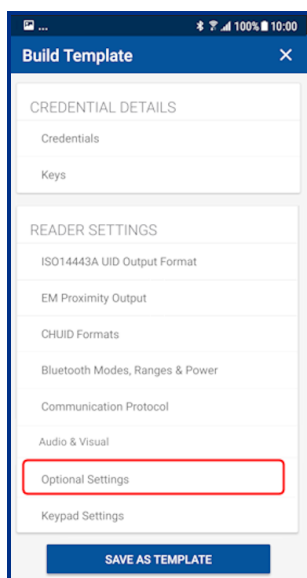 ... 100% 10:00
Build Template ×
CREDENTIAL DETAILS
Credentials
Keys
READER SETTINGS
ISO14443A UID Output Format
EM Proximity Output
CHUID Formats
Bluetooth Modes, Ranges & Power
Communication Protocol
Audio & Visual
Optional Settings
Keypad Settings
SAVE AS TEMPLATE